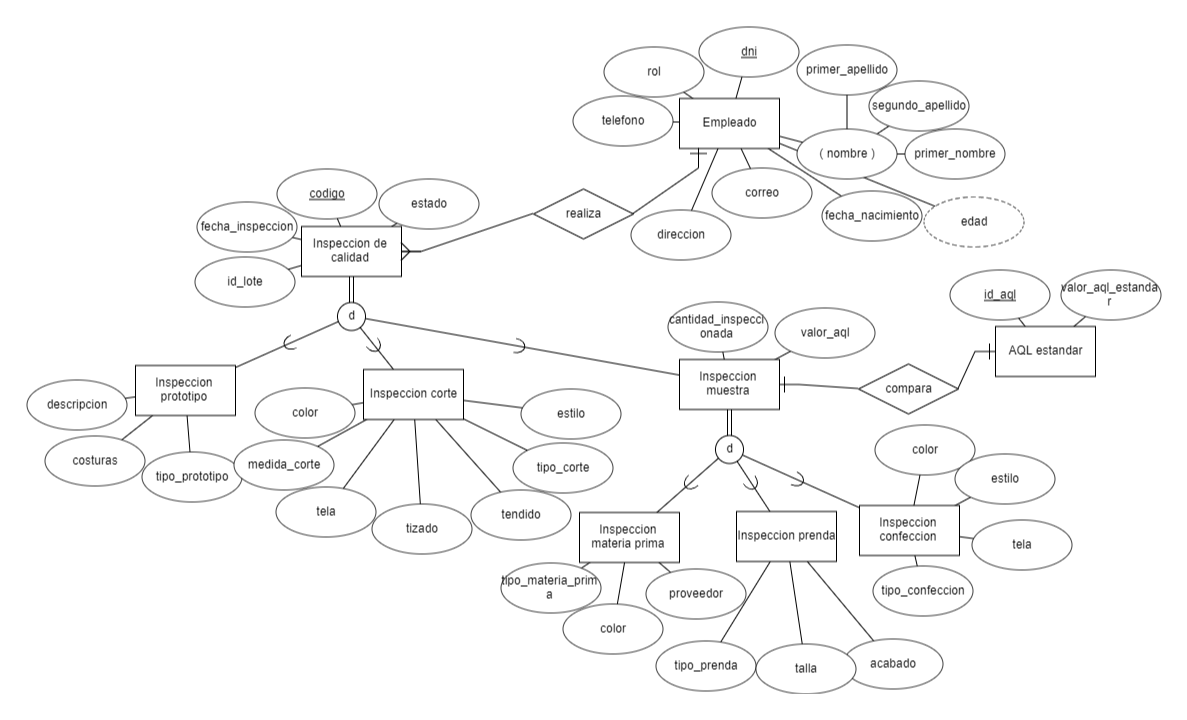 dni
rol
primer_apellido
segundo_apellido
telefono
Empleado
( nombre )
primer_nombre
codigo
estado
correo
fecha_inspeccion
realiza
fecha_nacimiento
edad
direccion
Inspeccion de
calidad
id_lote
id_aql
valor_aql_estanda
r
d
cantidad_inspecci
onada
valor_aql
AQL estandar
Inspeccion
prototipo
Inspeccion corte
Inspeccion
muestra
compara
descripcion
color
estilo
costuras
medida_corte
tipo_corte
tipo_prototipo
d
color
estilo
tela
tizado
tendido
Inspeccion
materia prima
Inspeccion prenda
Inspeccion
confeccion
tela
tipo_materia_prim
a
proveedor
tipo_confeccion
color
tipo_prenda
talla
acabado